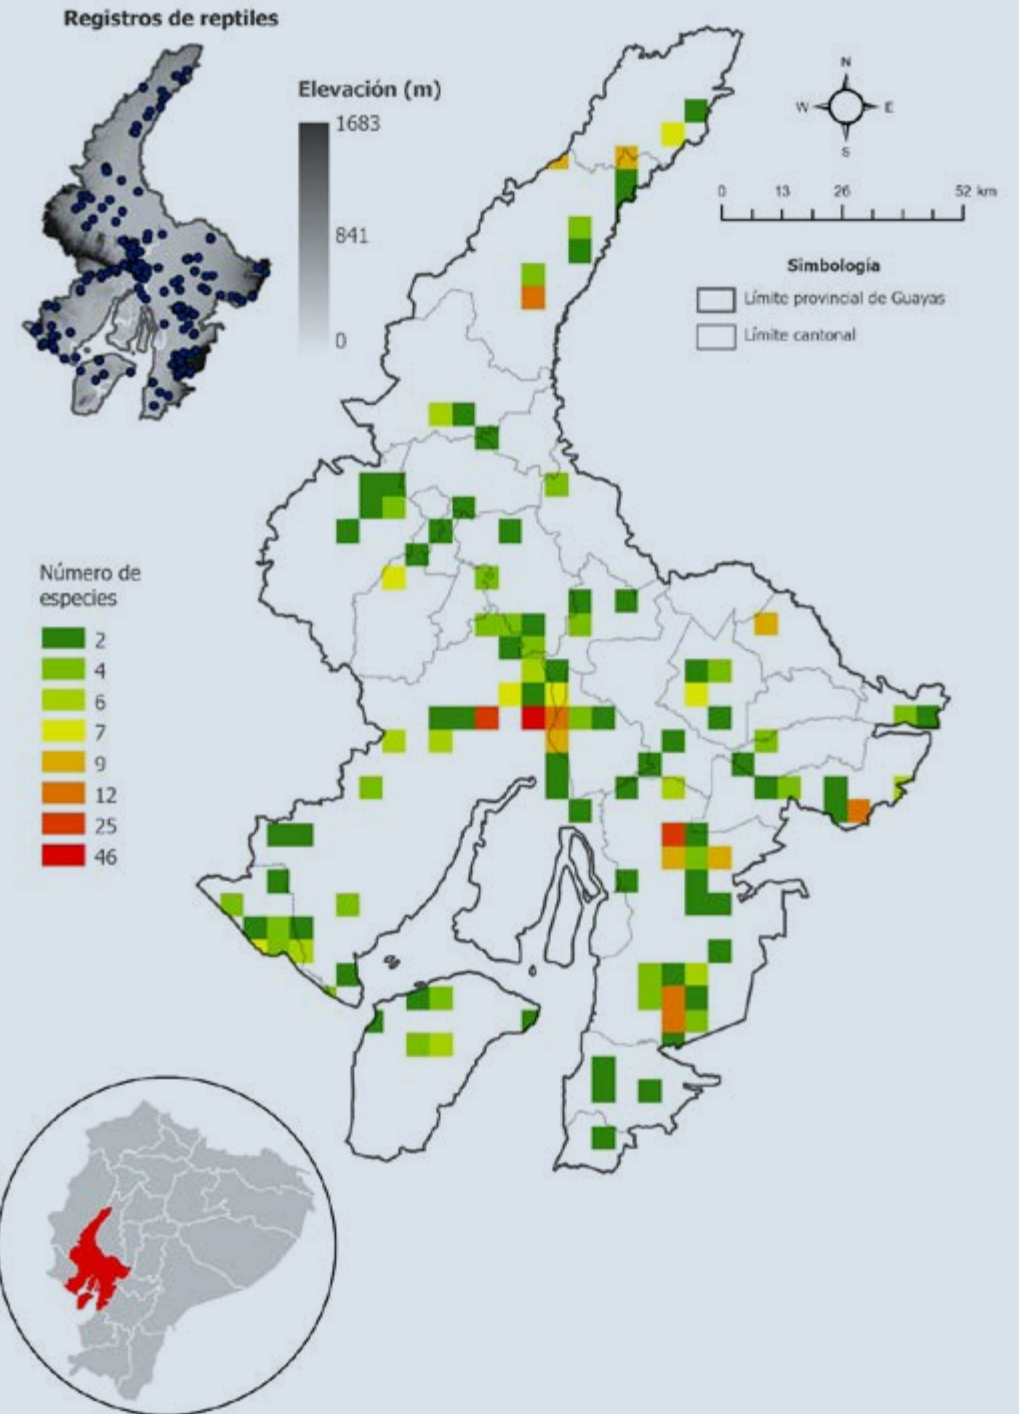 Registros de reptiles
Elevación (m)
1683
841
0
N
W
E
S
0 13 26 52 km
Simbología
Límite provincial de Guayas
Límite cantonal
Número de
especies
2
4
6
7
9
12
25
46